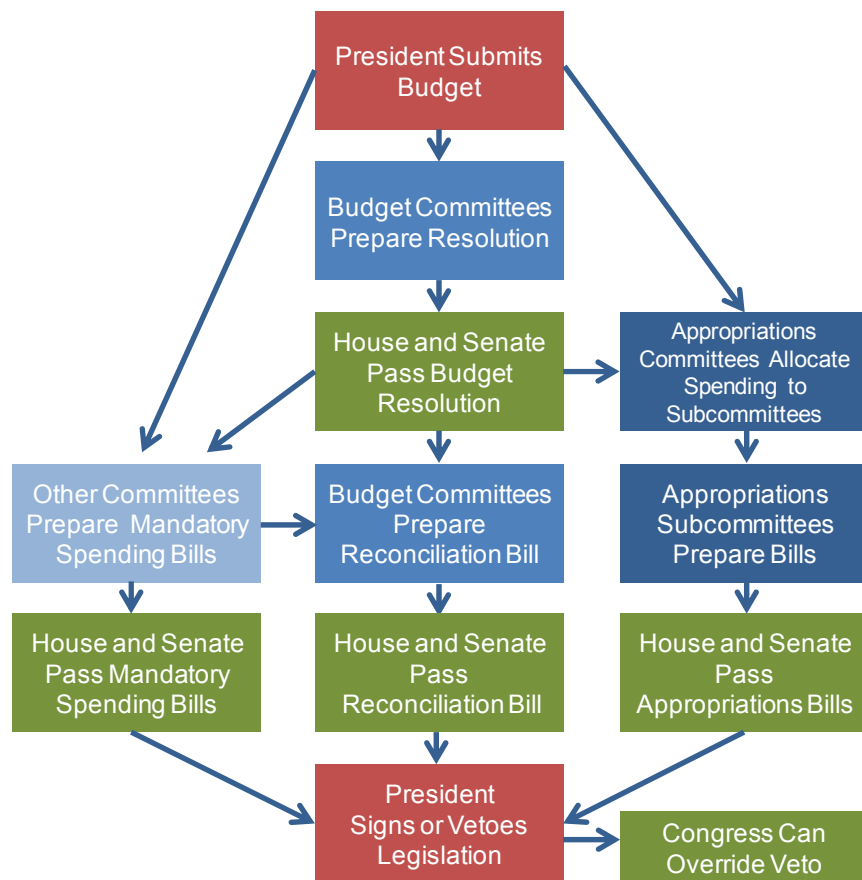 President Submits
Budget
Budget Committees
Prepare Resolution
House and Senate
Pass Budget
Resolution
Appropriations
Committees Allocate
Spending to
Subcommittees
Other Committees
Prepare Mandatory
Spending Bills
Budget Committees
Prepare
Reconciliation Bill
Appropriations
Subcommittees
Prepare Bills
House and Senate
Pass Mandatory
Spending Bills
House and Senate
Pass
Reconciliation Bill
House and Senate
Pass
Appropriations Bills
President
Signs or Vetoes
Legislation
Congress Can
Override Veto